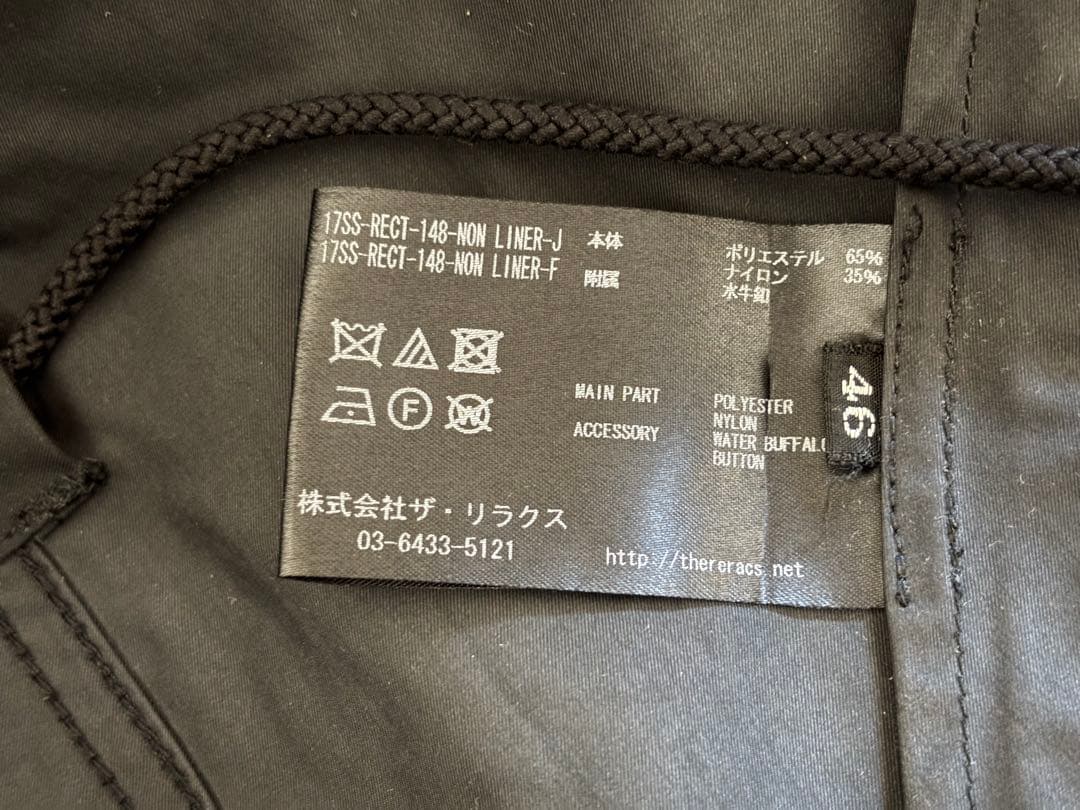 17SS-RECT-148-NON LINER-J
17SS-RECT-148-NON LINER-F
本体 ポリエステル 65%
ナイロン 35%
附属 水牛釦
F
W
46
MAIN PART POLYESTER
NYLON
ACCESSORY WATER BUFFALO
BUTTON
株式会社ザ・リラクス
03-6433-5121
http://thereracs.net